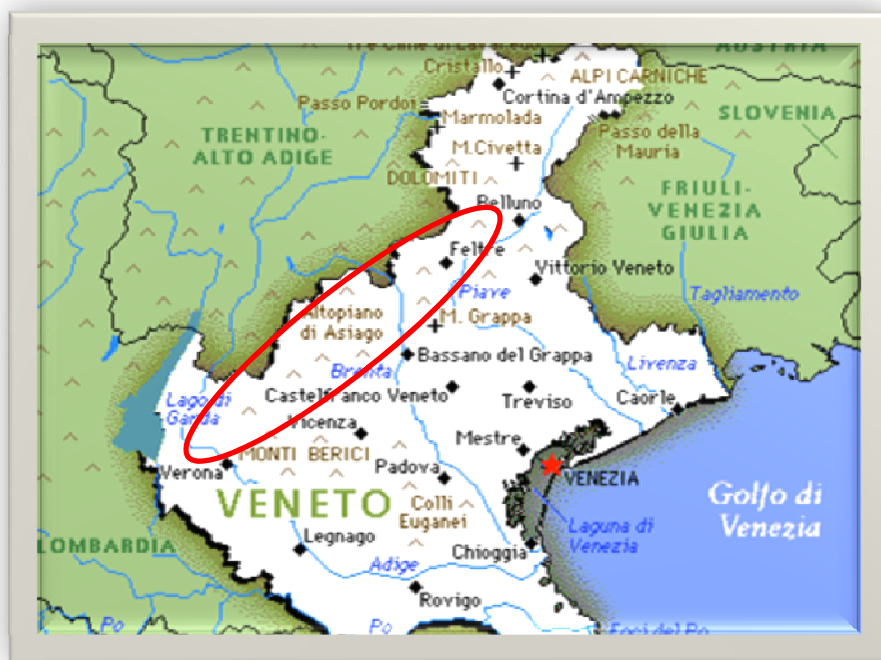 AUSTRIA
Cristallo
ALPI CARNICHE
Cortina d'Ampezzo
Passo Pordoi
Marmolada
SLOVENIA
TRENTINO-
ALTO ADIGE
Passo della
Mauria
M.Civetta
DOLOMITI
FRIULI-
VENEZIA
GIULIA
Belluno
Feltre
Vittorio Veneto
Piave
Tagliamento
Altopiano
di Asiago
M. Grappa
Brenta
Bassano del Grappa
Livenza
Lago di
Garda
Castelfranco Veneto
Treviso
Caorle
Vicenza
Mestre
MONTI BERICI
Verona
Padova
VENEZIA
VENETO
Colli
Euganei
Golfo di
Venezia
Laguna di
Venezia
Legnago
LOMBARDIA
Chioggia
Adige
Rovigo
Po
Po
Foci del Po